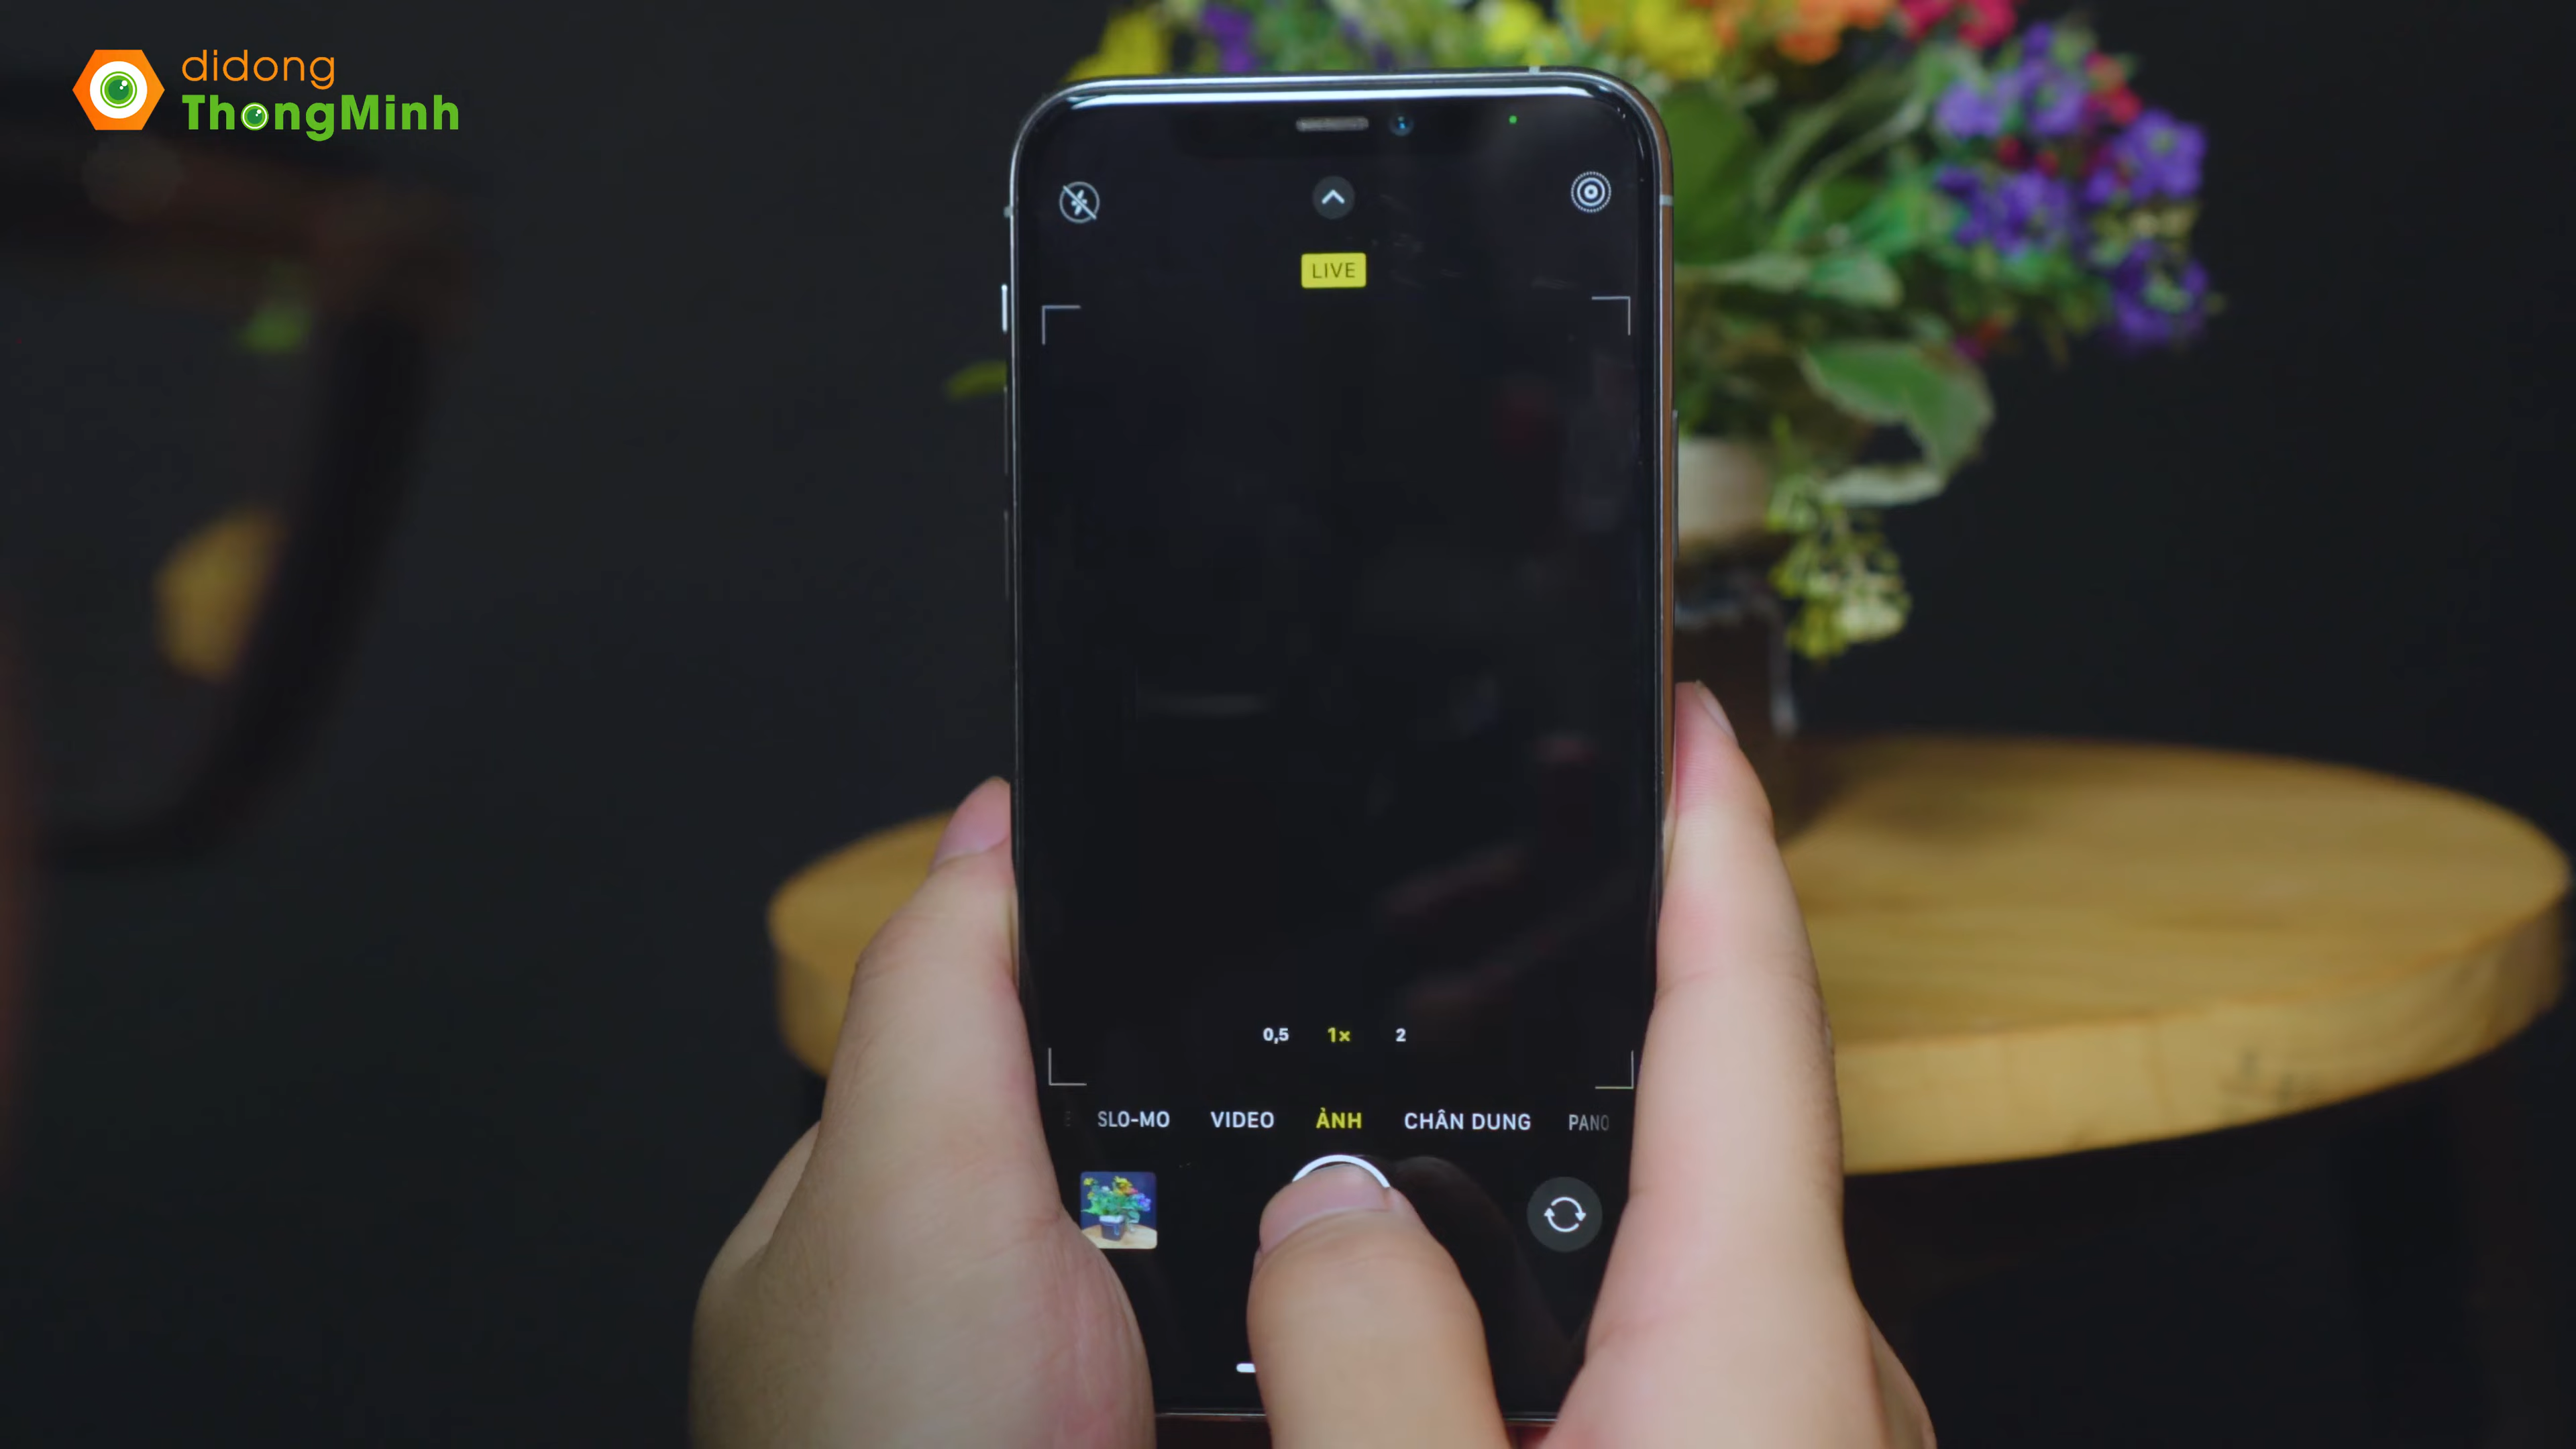 didong
ThongMinh
LIVE
0,5 1× 2
SLO-MO VIDEO ẢNH CHÂN DUNG PANO